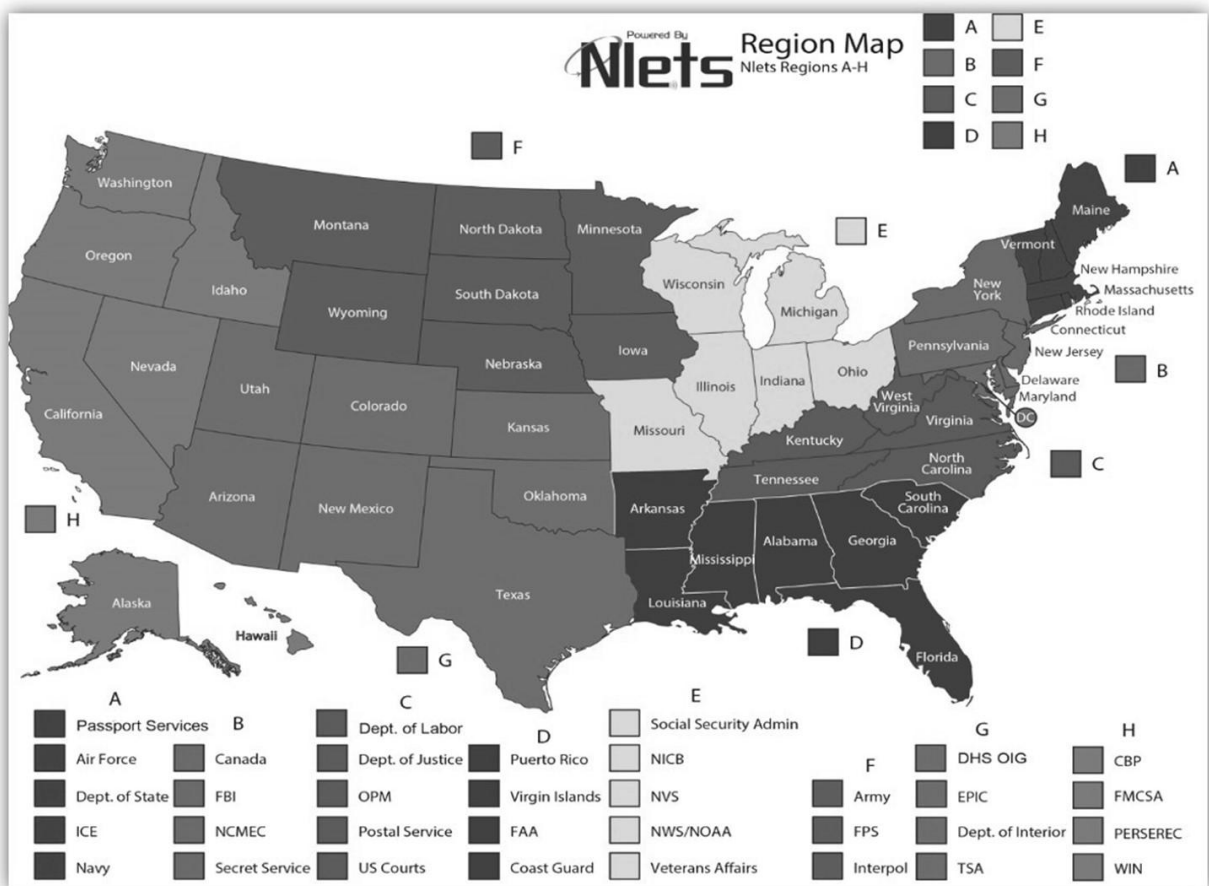 Powered By
Nlets
Region Map
Nlets Regions A-H
A E
B F
C G
D H
F
A
E
B
C
H
G
D
Washington
Montana
North Dakota
Minnesota
Maine
Vermont
Oregon
Idaho
South Dakota
Wisconsin
New York
New Hampshire
Massachusetts
Wyoming
Michigan
Rhode Island
Connecticut
Nebraska
Iowa
Pennsylvania
New Jersey
Nevada
Utah
Colorado
Illinois
Indiana
Ohio
West Virginia
Delaware
Maryland
DC
California
Kansas
Missouri
Kentucky
Virginia
Arizona
New Mexico
Oklahoma
Arkansas
Tennessee
North Carolina
South Carolina
Texas
Mississippi
Alabama
Georgia
Louisiana
Florida
Alaska
Hawaii
A
Passport Services
Air Force
Dept. of State
ICE
Navy
B
Canada
FBI
NCMEC
Secret Service
C
Dept. of Labor
Dept. of Justice
OPM
Postal Service
US Courts
D
Puerto Rico
Virgin Islands
FAA
Coast Guard
E
Social Security Admin
NICB
NVS
NWS/NOAA
Veterans Affairs
F
Army
FPS
Interpol
G
DHS OIG
EPIC
Dept. of Interior
TSA
H
CBP
FMCSA
PERSEREC
WIN